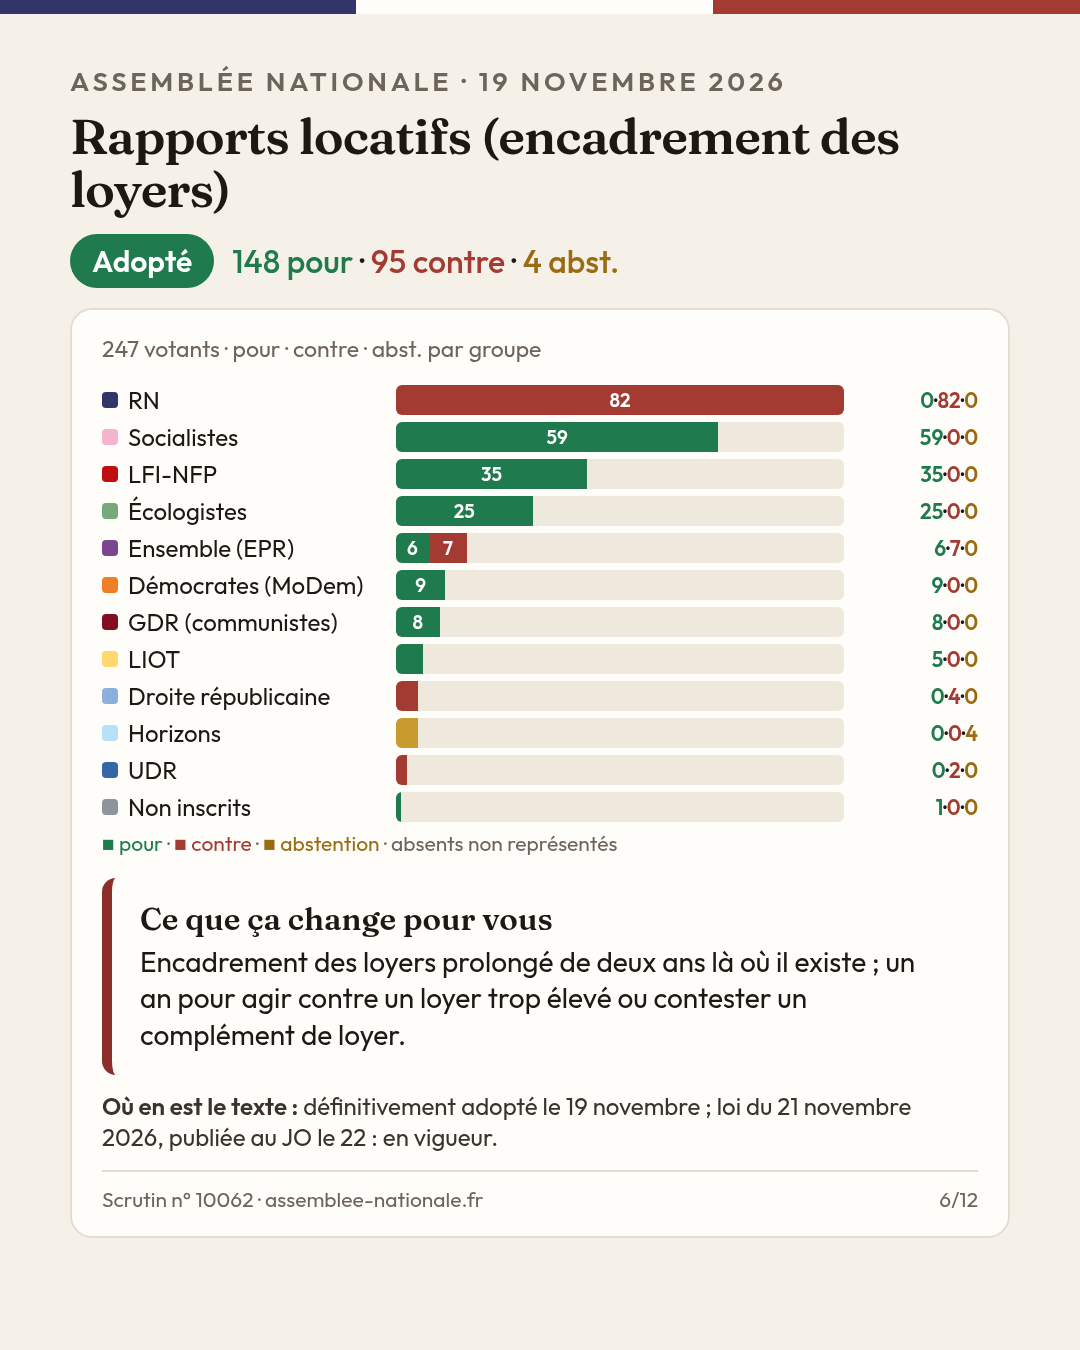 ASSEMBLÉE NATIONALE · 19 NOVEMBRE 2026
Rapports locatifs (encadrement des
loyers)
Adopté 148 pour · 95 contre · 4 abst.
247 votants · pour · contre · abst. par groupe
RN 82 0·82·0
Socialistes 59 59·0·0
LFI-NFP 35 35·0·0
Écologistes 25 25·0·0
Ensemble (EPR) 6 7 6·7·0
Démocrates (MoDem) 9 9·0·0
GDR (communistes) 8 8·0·0
LIOT 5·0·0
Droite républicaine 0·4·0
Horizons 0·0·4
UDR 0·2·0
Non inscrits 1·0·0
■ pour · ■ contre · ■ abstention · absents non représentés
Ce que ça change pour vous
Encadrement des loyers prolongé de deux ans là où il existe ; un
an pour agir contre un loyer trop élevé ou contester un
complément de loyer.
Où en est le texte : définitivement adopté le 19 novembre ; loi du 21 novembre
2026, publiée au JO le 22 : en vigueur.
Scrutin n° 10062 · assemblee-nationale.fr 6/12